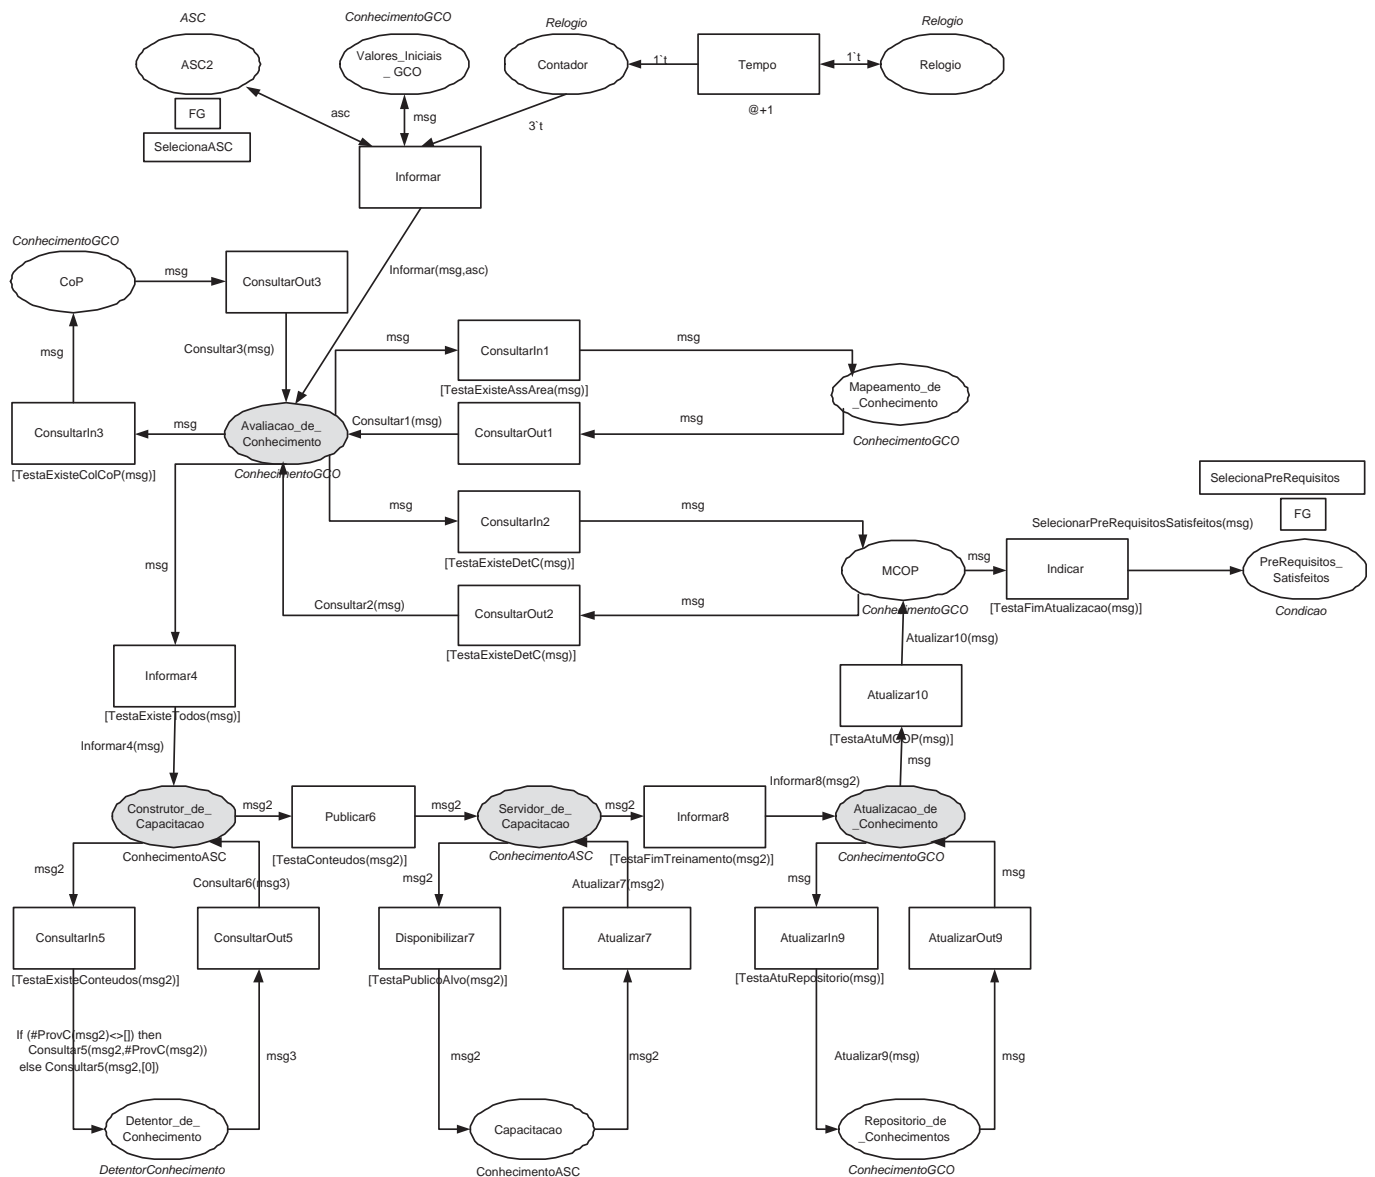 ASC
ConhecimentoGCO
Relogio
Relogio
ASC2
Valores_Iniciais
_ GCO
Contador
1`t
Tempo
1`t
Relogio
@+1
FG
SelecionaASC
asc
msg
3`t
Informar
ConhecimentoGCO
CoP
msg
ConsultarOut3
Informar(msg,asc)
msg
Consultar3(msg)
msg
ConsultarIn1
msg
[TestaExisteAssArea(msg)]
Mapeamento_de
_Conhecimento
ConhecimentoGCO
ConsultarIn3
msg
[TestaExisteColCoP(msg)]
Avaliacao_de_
Conhecimento
ConhecimentoGCO
Consultar1(msg)
ConsultarOut1
msg
msg
ConsultarIn2
msg
[TestaExisteDetC(msg)]
SelecionaPreRequisitos
FG
SelecionarPreRequisitosSatisfeitos(msg)
msg
MCOP
ConhecimentoGCO
msg
Indicar
[TestaFimAtualizacao(msg)]
PreRequisitos_
Satisfeitos
Condicao
Consultar2(msg)
ConsultarOut2
msg
[TestaExisteDetC(msg)]
Atualizar10(msg)
Informar4
[TestaExisteTodos(msg)]
Atualizar10
[TestaAtuMCOP(msg)]
Informar4(msg)
msg
Construtor_de_
Capacitacao
ConhecimentoASC
msg2
Publicar6
[TestaConteudos(msg2)]
msg2
Servidor_de_
Capacitacao
ConhecimentoASC
msg2
Informar8
[TestaFimTreinamento(msg2)]
Informar8(msg2)
Atualizacao_de
_Conhecimento
ConhecimentoGCO
msg2
Consultar6(msg3)
msg2
Atualizar7(msg2)
msg
msg
ConsultarIn5
[TestaExisteConteudos(msg2)]
ConsultarOut5
Disponibilizar7
[TestaPublicoAlvo(msg2)]
Atualizar7
AtualizarIn9
[TestaAtuRepositorio(msg)]
AtualizarOut9
If (#ProvC(msg2)<>[]) then
Consultar5(msg2,#ProvC(msg2))
else Consultar5(msg2,[0])
msg3
msg2
msg2
Atualizar9(msg)
msg
Detentor_de_
Conhecimento
DetentorConhecimento
Capacitacao
ConhecimentoASC
Repositorio_de
_Conhecimentos
ConhecimentoGCO